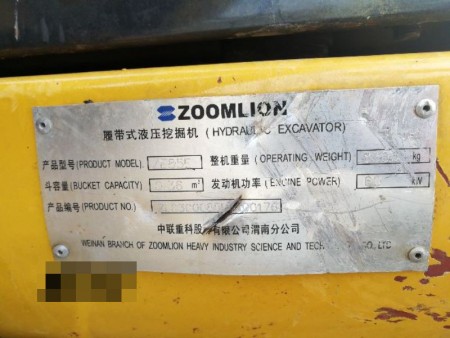 ZOOMLION
履带式液压挖掘机 (HYDRAULIC EXCAVATOR)
产品型号 (PRODUCT MODEL) 整机重量 (OPERATING WEIGHT) kg
斗容量 (BUCKET CAPACITY) m³ 发动机功率 (ENGINE POWER) kW
产品编号 (PRODUCT NO.)
中联重科股份有限公司渭南分公司
WEINAN BRANCH OF ZOOMLION HEAVY INDUSTRY SCIENCE AND CO., LTD